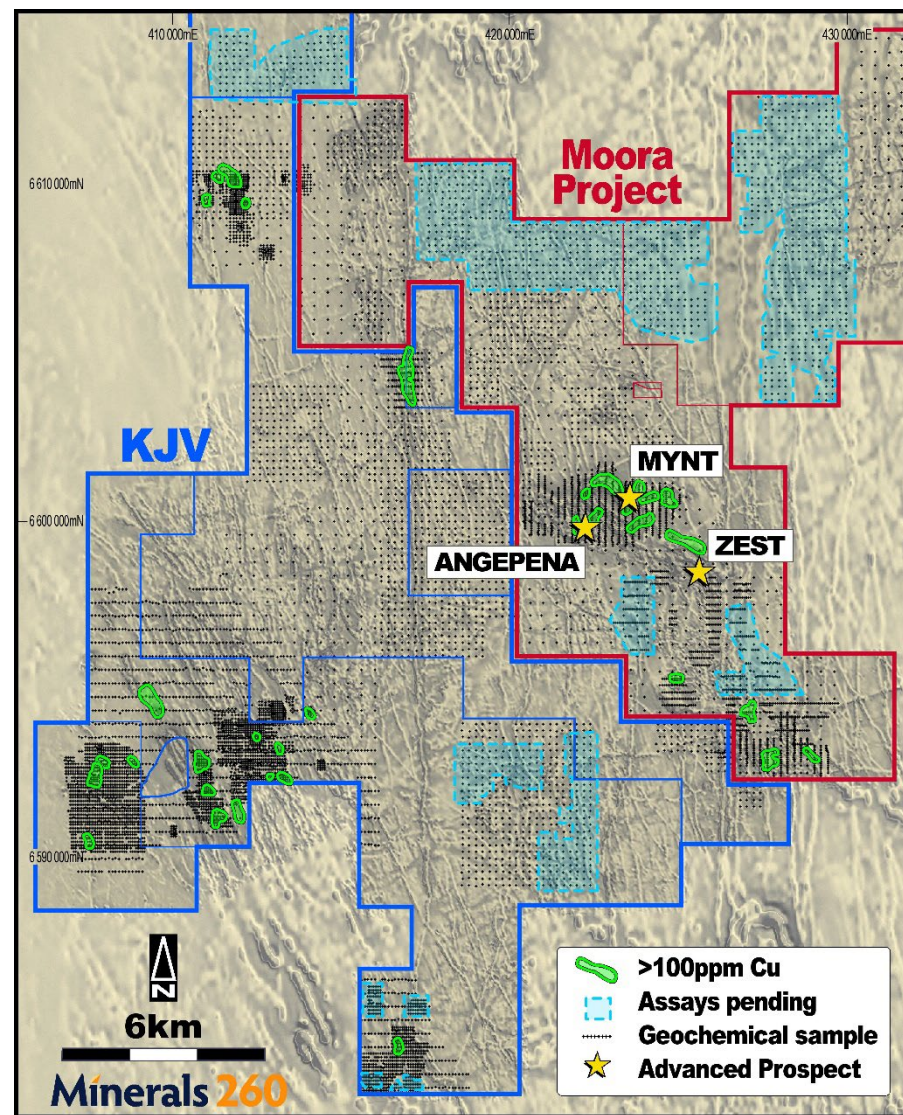 410 000mE
420 000mE
430 000mE
Moora
Project
6 610 000mN
KJV
MYNT
6 600 000mN
ZEST
ANGEPENA
6 590 000mN
>100ppm Cu
Assays pending
Geochemical sample
Advanced Prospect
N
6km
Minerals 260